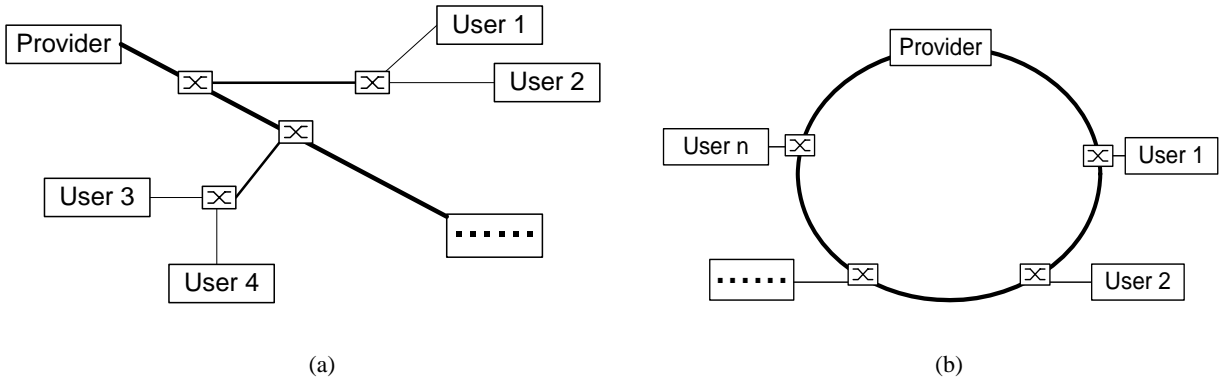 Provider
User 1
User 2
User 3
User 4
......
(a)
Provider
User n
User 1
......
User 2
(b)